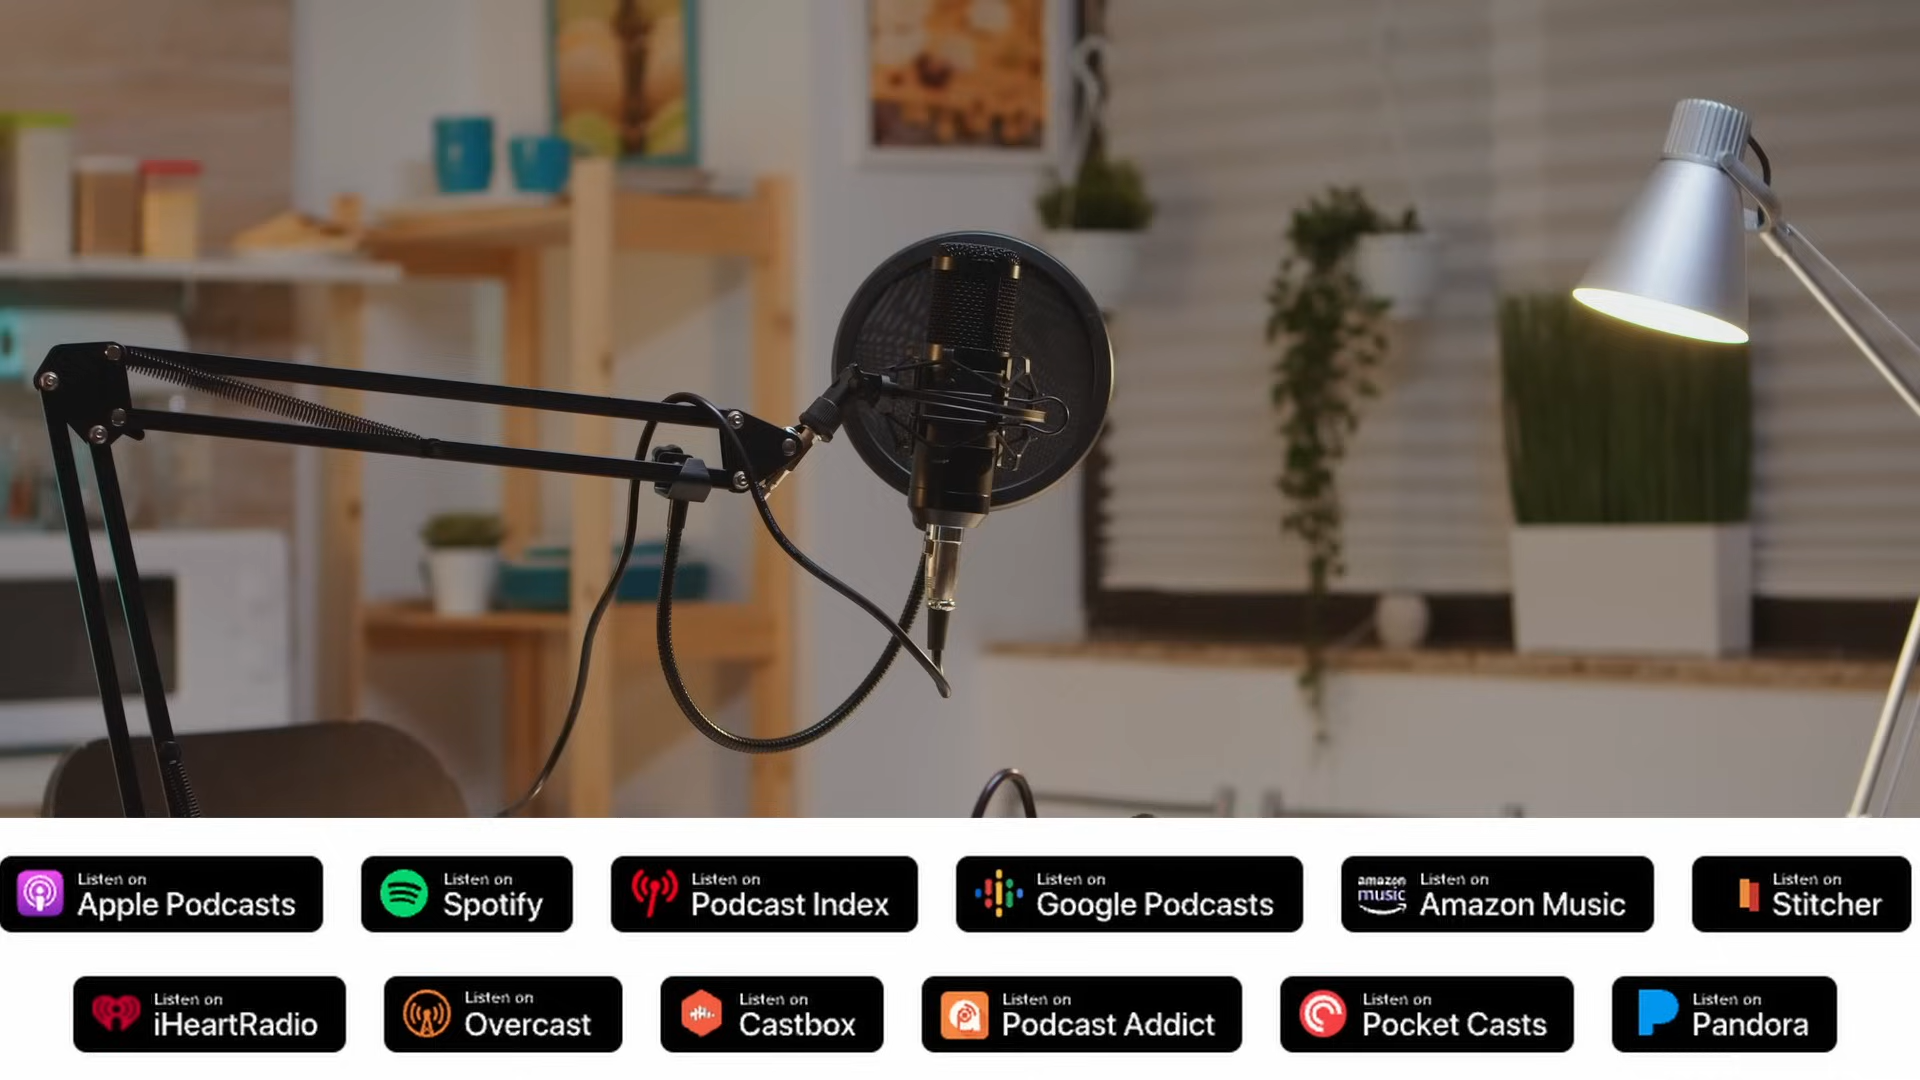 Listen on
Apple Podcasts
Listen on
Spotify
Listen on
Podcast Index
Listen on
Google Podcasts
amazon
music
Listen on
Amazon Music
Listen on
Stitcher
Listen on
iHeartRadio
Listen on
Overcast
Listen on
Castbox
Listen on
Podcast Addict
Listen on
Pocket Casts
Listen on
Pandora